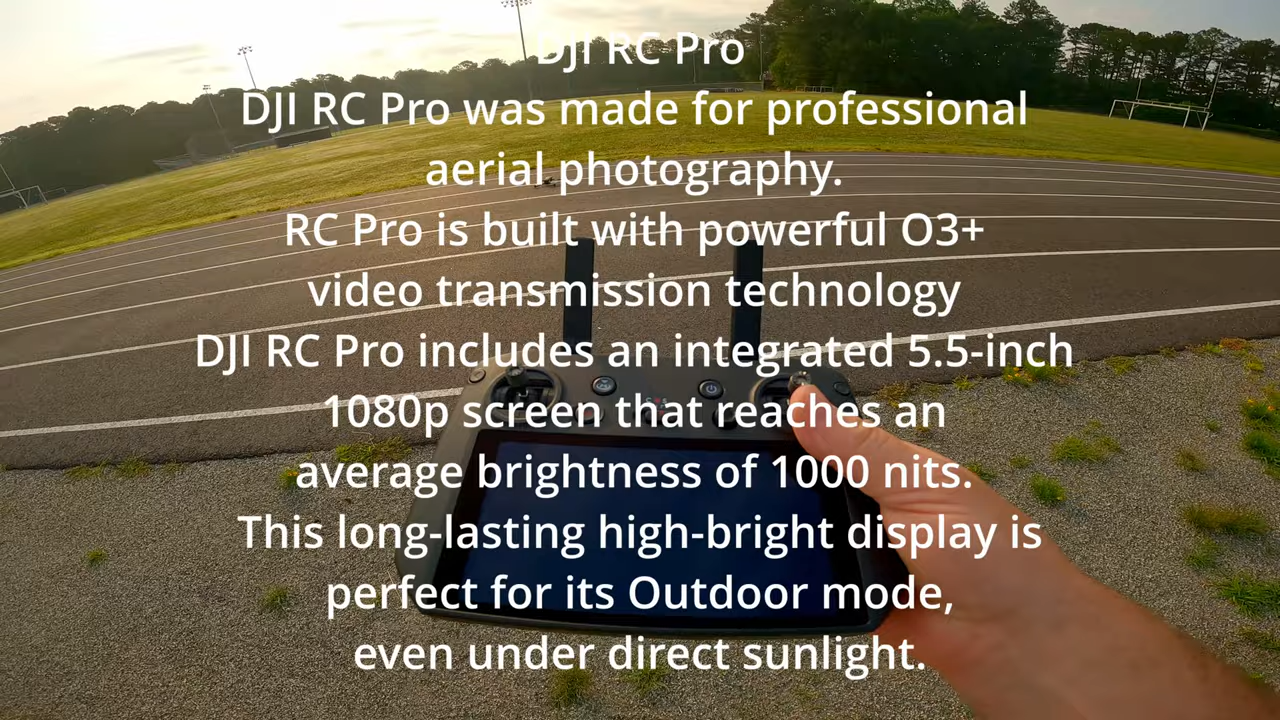 DJI RC Pro
DJI RC Pro was made for professional
aerial photography.
RC Pro is built with powerful O3+
video transmission technology
DJI RC Pro includes an integrated 5.5-inch
1080p screen that reaches an
average brightness of 1000 nits.
This long-lasting high-bright display is
perfect for its Outdoor mode,
even under direct sunlight.